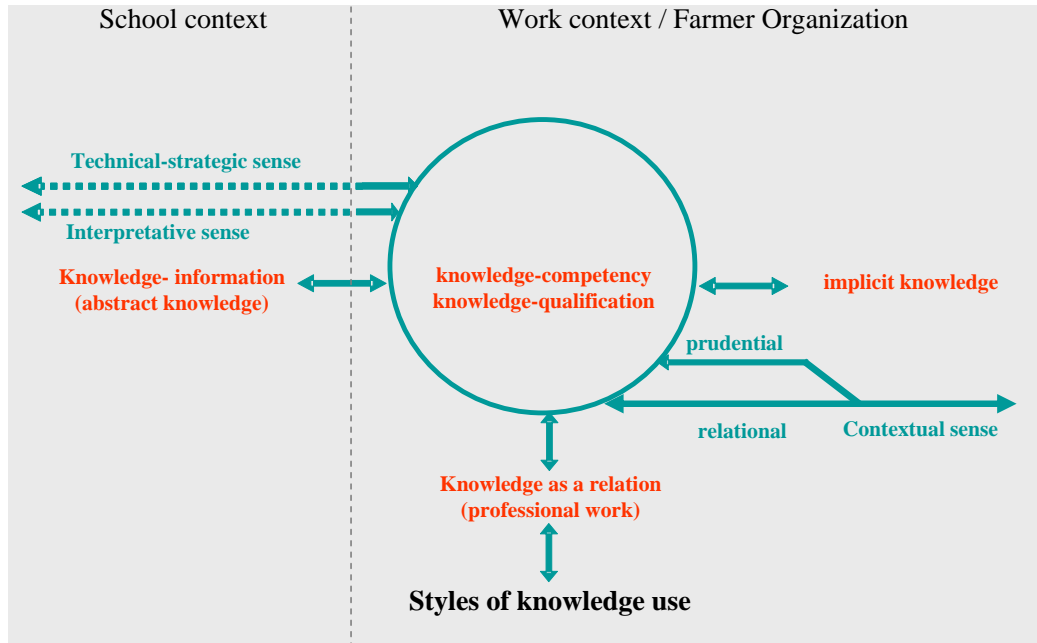 School context
Work context / Farmer Organization
Technical-strategic sense
Interpretative sense
Knowledge- information
(abstract knowledge)
knowledge-competency
knowledge-qualification
implicit knowledge
prudential
relational
Contextual sense
Knowledge as a relation
(professional work)
Styles of knowledge use